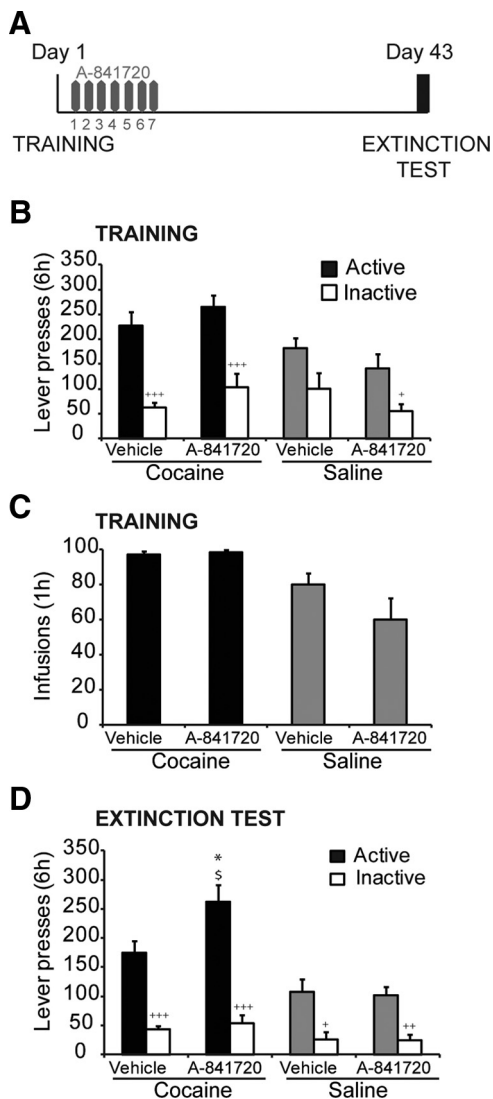 A
Day 1 Day 43
A-841720
1 2 3 4 5 6 7
TRAINING EXTINCTION
TEST
B
TRAINING
Lever presses (6h)
350
300
250
200
150
100
50
0
Active
Inactive
+++ +++ +
Vehicle A-841720 Vehicle A-841720
Cocaine Saline
C
TRAINING
Infusions (1h)
100
80
60
40
20
0
Vehicle A-841720 Vehicle A-841720
Cocaine Saline
D
EXTINCTION TEST
Lever presses (6h)
350
300
250
200
150
100
50
0
Active
Inactive
*
$
+++ +++ + ++
Vehicle A-841720 Vehicle A-841720
Cocaine Saline